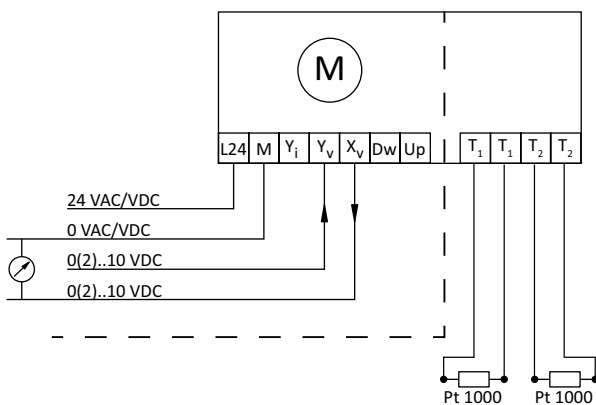 M
L24 M Yi Yv Xv Dw Up T1 T1 T2 T2
24 VAC/VDC
0 VAC/VDC
0(2)..10 VDC
0(2)..10 VDC
Pt 1000 Pt 1000